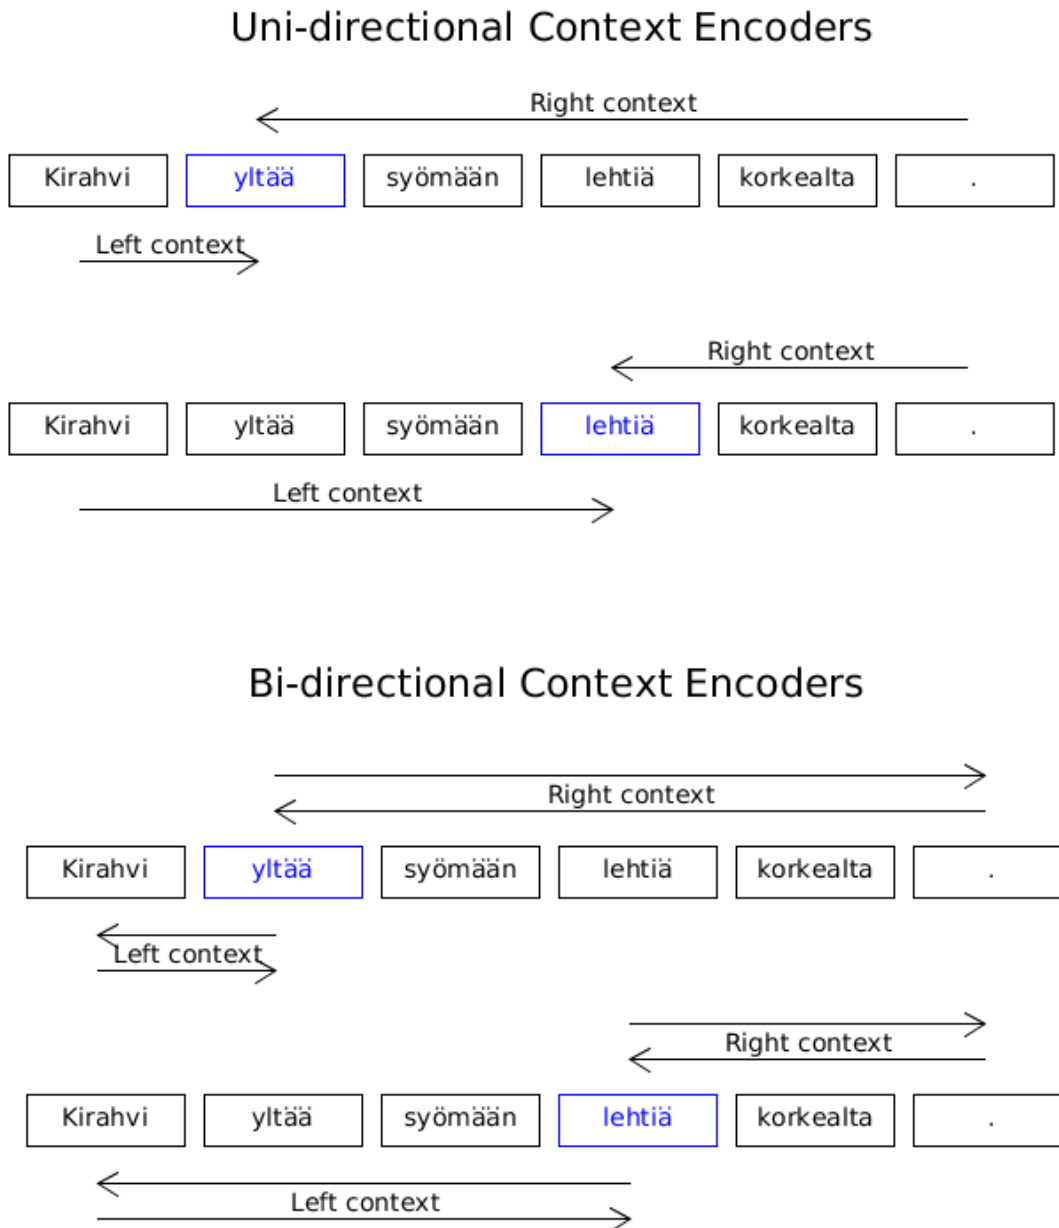 Uni-directional Context Encoders
Right context
Kirahvi yltää syömään lehtiä korkealta .
Left context
Right context
Kirahvi yltää syömään lehtiä korkealta .
Left context
Bi-directional Context Encoders
Right context
Kirahvi yltää syömään lehtiä korkealta .
Left context
Right context
Kirahvi yltää syömään lehtiä korkealta .
Left context